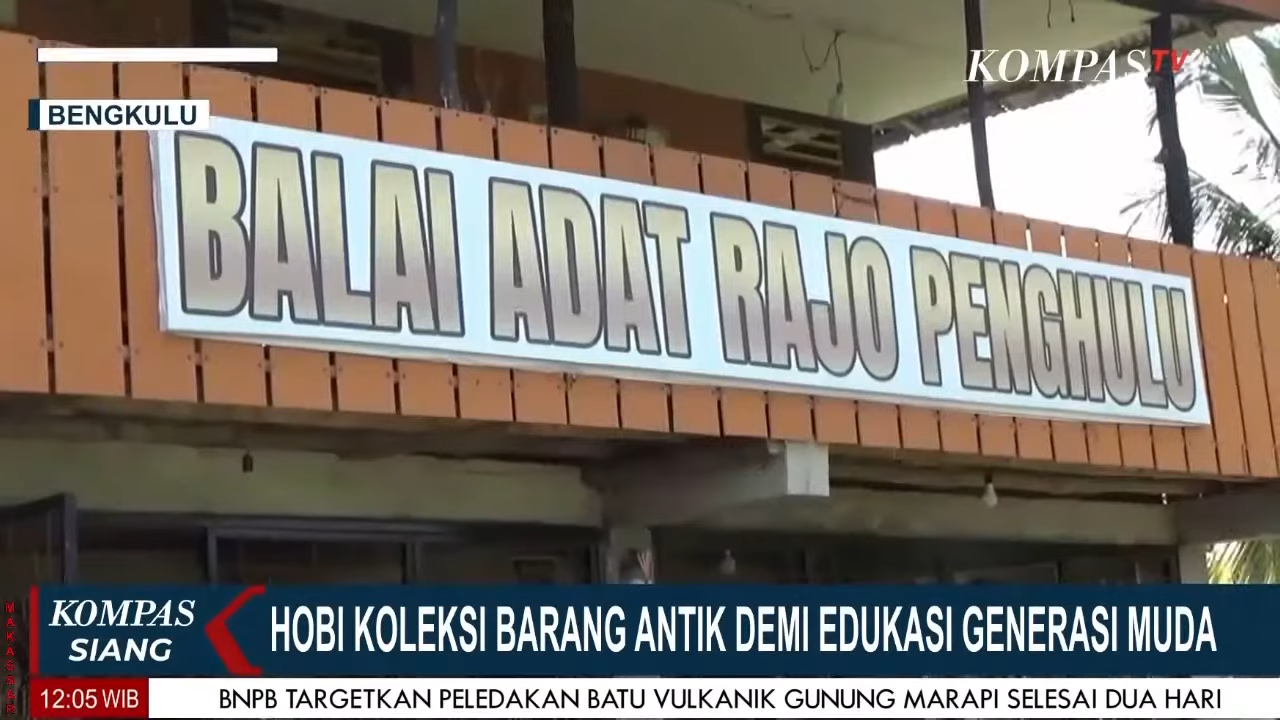 KOMPASTV
BENGKULU
BALAI ADAT RAJO PENGHULU
KOMPAS
SIANG
HOBI KOLEKSI BARANG ANTIK DEMI EDUKASI GENERASI MUDA
12:05 WIB
BNPB TARGETKAN PELEDAKAN BATU VULKANIK GUNUNG MARAPI SELESAI DUA HARI